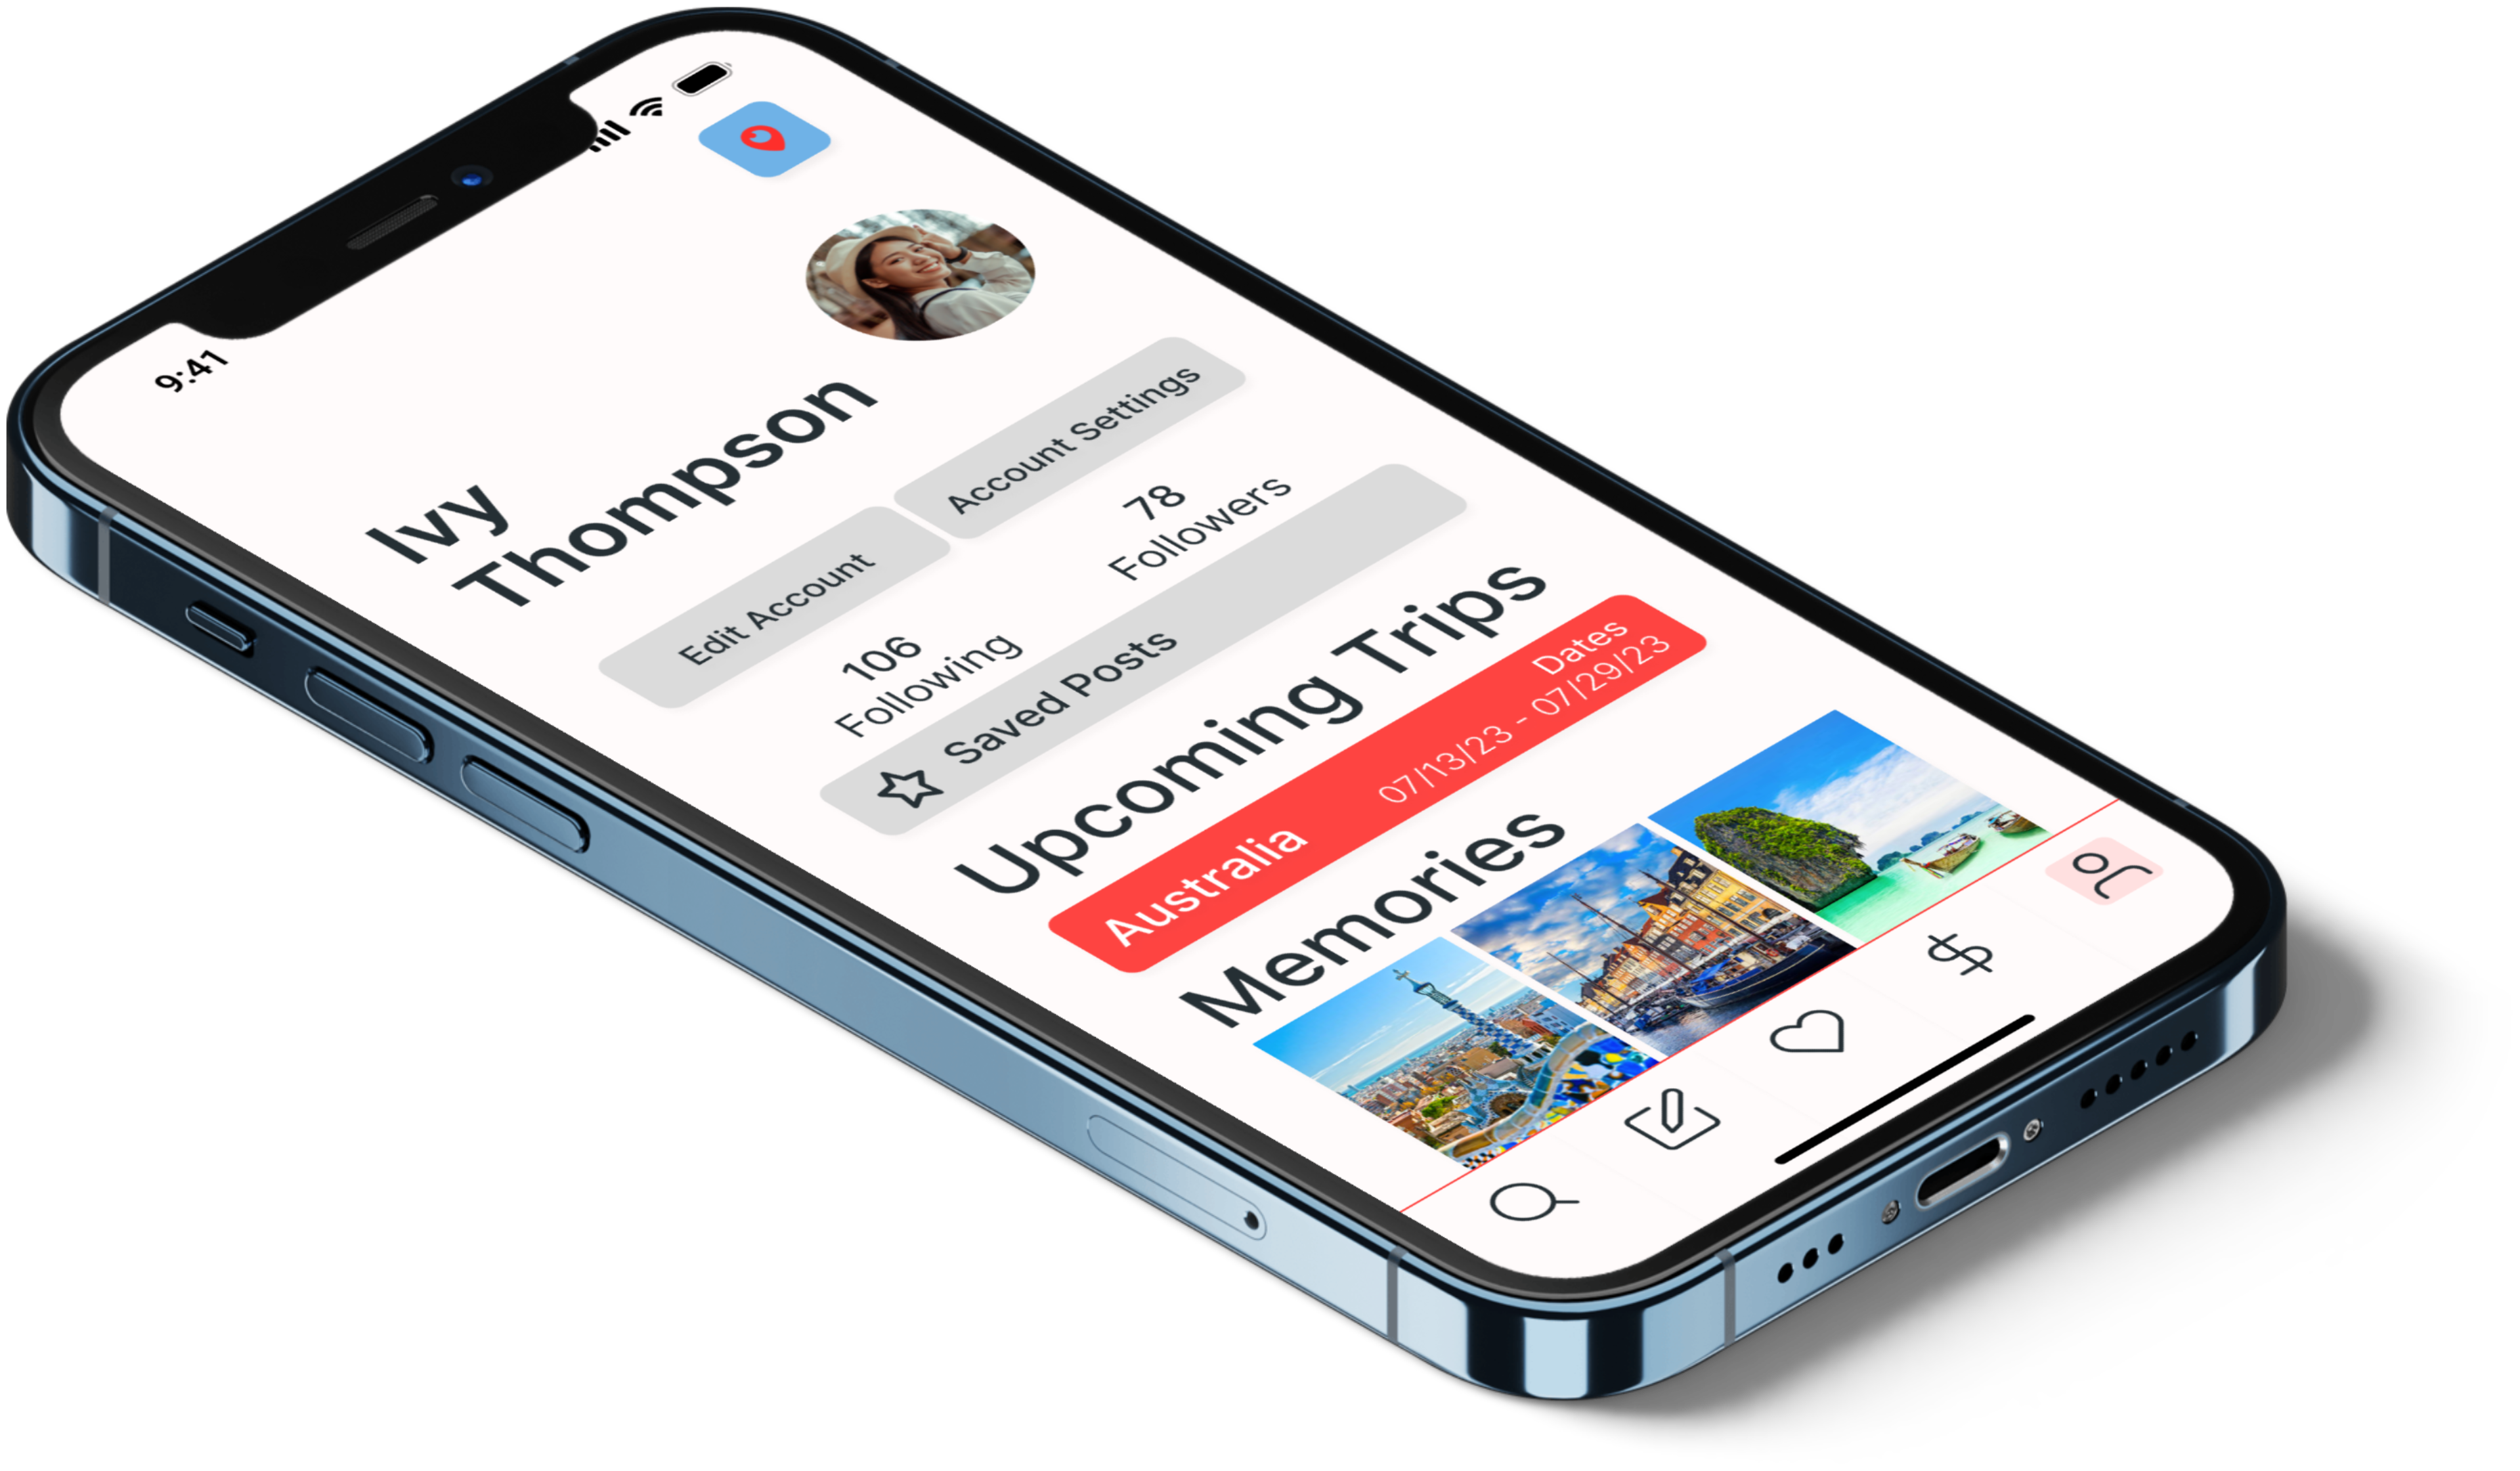 9:41
Ivy
Thompson
Edit Account
Account Settings
106
Following
78
Followers
Saved Posts
Upcoming Trips
Australia
Dates
07/13/23 - 07/29/23
Memories